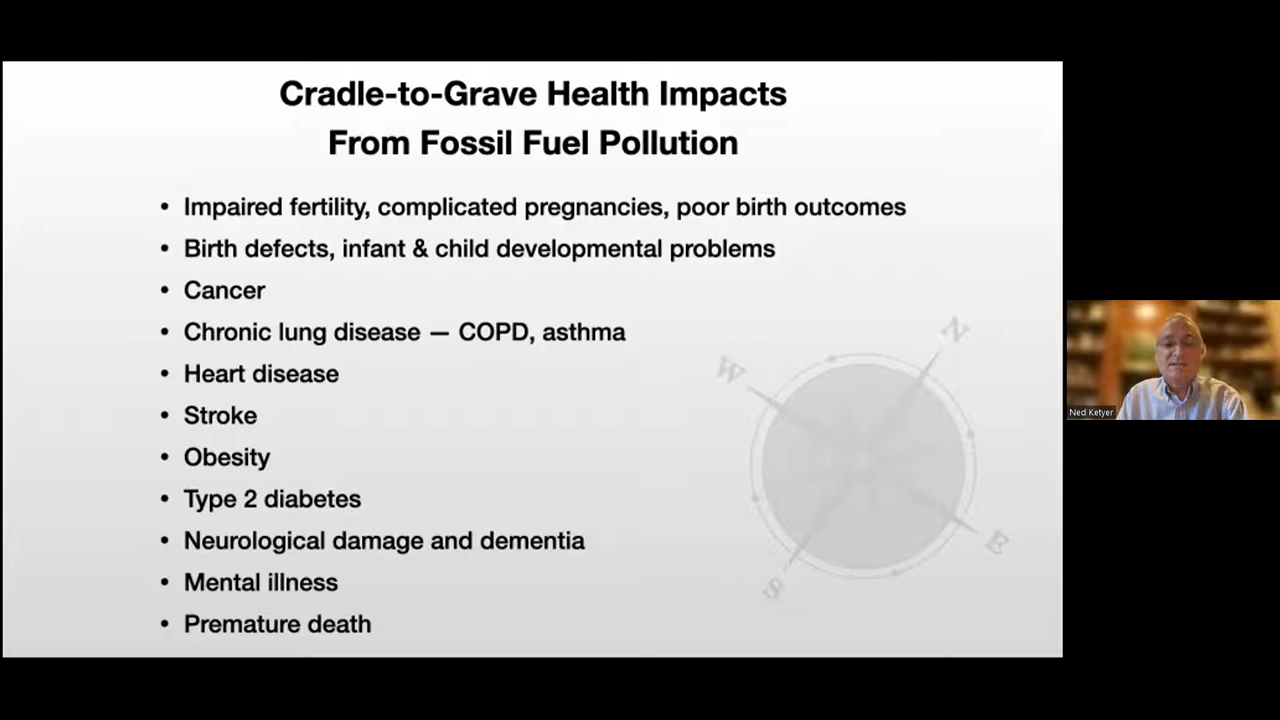 Cradle-to-Grave Health Impacts
From Fossil Fuel Pollution
• Impaired fertility, complicated pregnancies, poor birth outcomes
• Birth defects, infant & child developmental problems
• Cancer
• Chronic lung disease — COPD, asthma
• Heart disease
• Stroke
• Obesity
• Type 2 diabetes
• Neurological damage and dementia
• Mental illness
• Premature death
N
W
E
S
Ned Ketyer